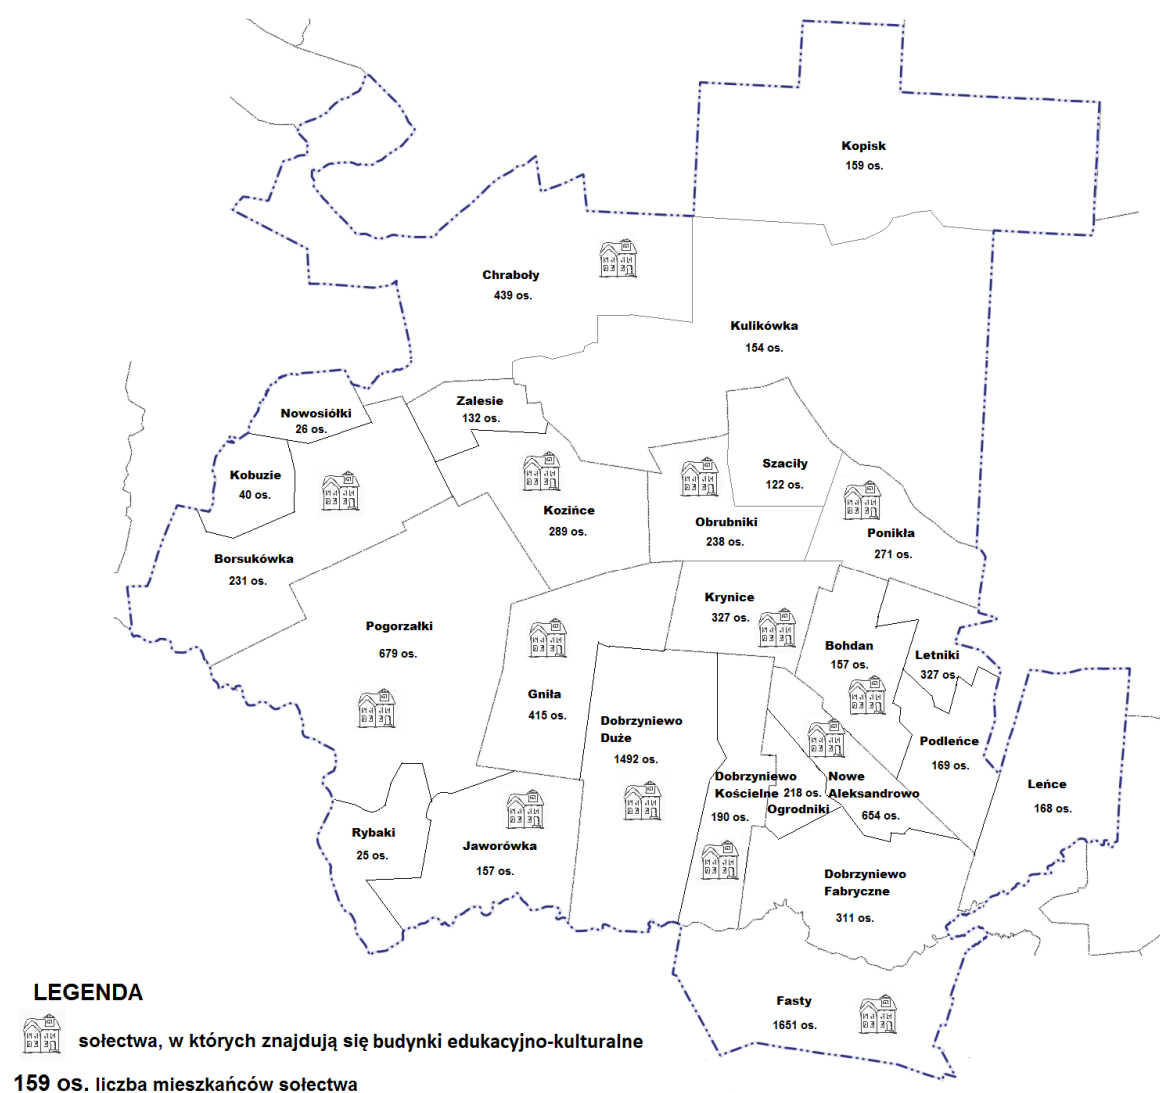 Kopisk
159 os.
Chraboły
439 os.
Kulikówka
154 os.
Zalesie
132 os.
Nowosiółki
26 os.
Kobuzie
40 os.
Szaciły
122 os.
Kozińce
289 os.
Obrubniki
238 os.
Ponikła
271 os.
Borsukówka
231 os.
Krynice
327 os.
Pogorzałki
679 os.
Bohdan
157 os.
Letniki
327 os.
Gniła
415 os.
Dobrzyniewo
Duże
1492 os.
Podleńce
169 os.
Dobrzyniewo
Kościelne
190 os.
218 os.
Ogrodniki
Nowe
Aleksandrowo
654 os.
Leńce
168 os.
Rybaki
25 os.
Jaworówka
157 os.
Dobrzyniewo
Fabryczne
311 os.
Fasty
1651 os.
LEGENDA
sołectwa, w których znajdują się budynki edukacyjno-kulturalne
159 os. liczba mieszkańców sołectwa